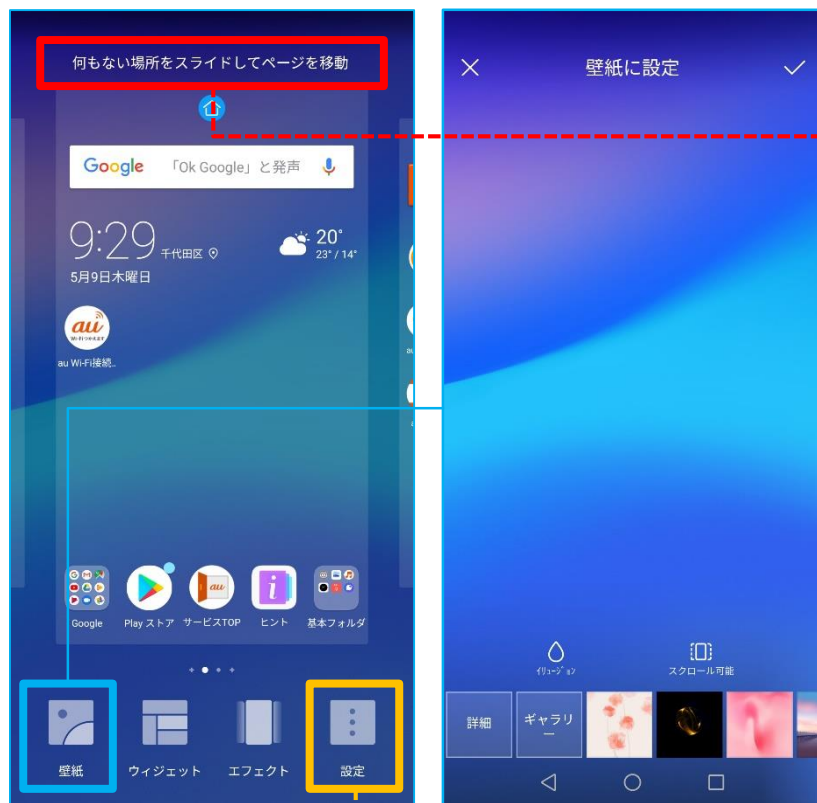 何もない場所をスライドしてページを移動
Google 「Ok Google」と発声
9:29 千代田区
20°
23°/14°
5月9日木曜日
au
au Wi-Fi接続..
Google
Play ストア
au
サービスTOP
i
ヒント
基本フォルダ
壁紙
ウィジェット
エフェクト
設定
壁紙に設定
イリュージョン
スクロール可能
詳細
ギャラリ
ー